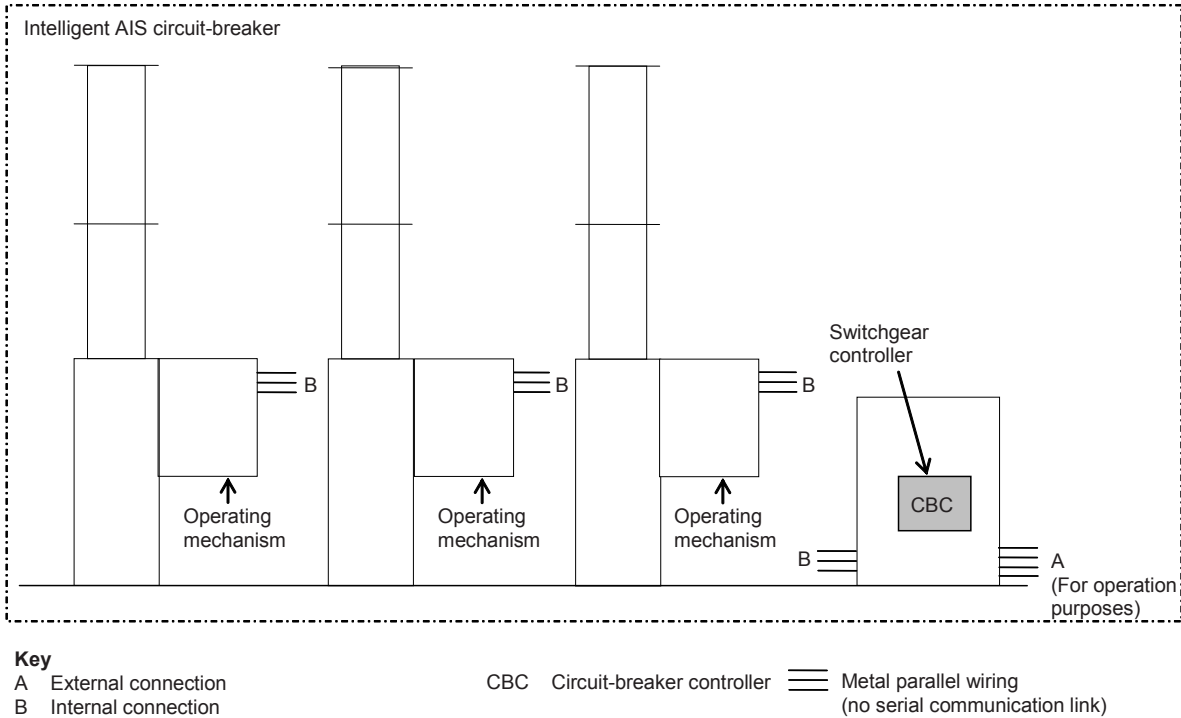 Intelligent AIS circuit-breaker
Switchgear
controller
B
B
B
CBC
Operating
mechanism
Operating
mechanism
Operating
mechanism
B
A
(For operation
purposes)
Key
A External connection
B Internal connection
CBC Circuit-breaker controller
Metal parallel wiring
(no serial communication link)